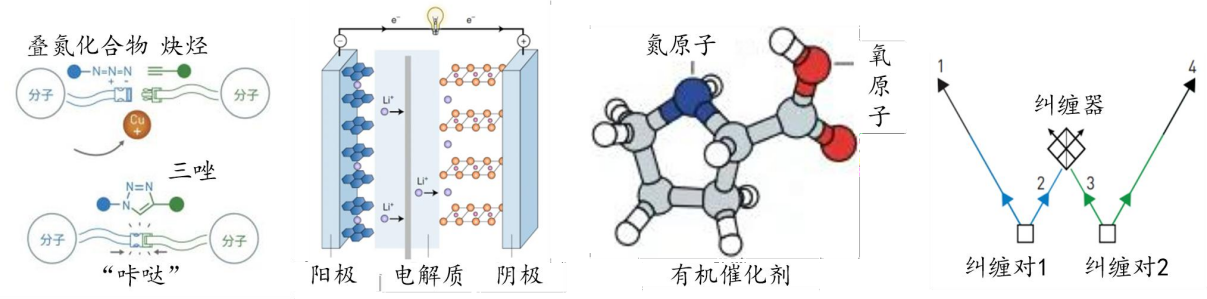 叠氮化合物 炔烃
N=N=N
+ -
分子
分子
Cu
+
三唑
N=N
N
分子
分子
“咔哒”
e⁻
e⁻
−
+
Li⁺
Li⁺
Li⁺
阳极
电解质
阴极
氮原子
氧原子
有机催化剂
1
4
纠缠器
2
3
纠缠对1
纠缠对2